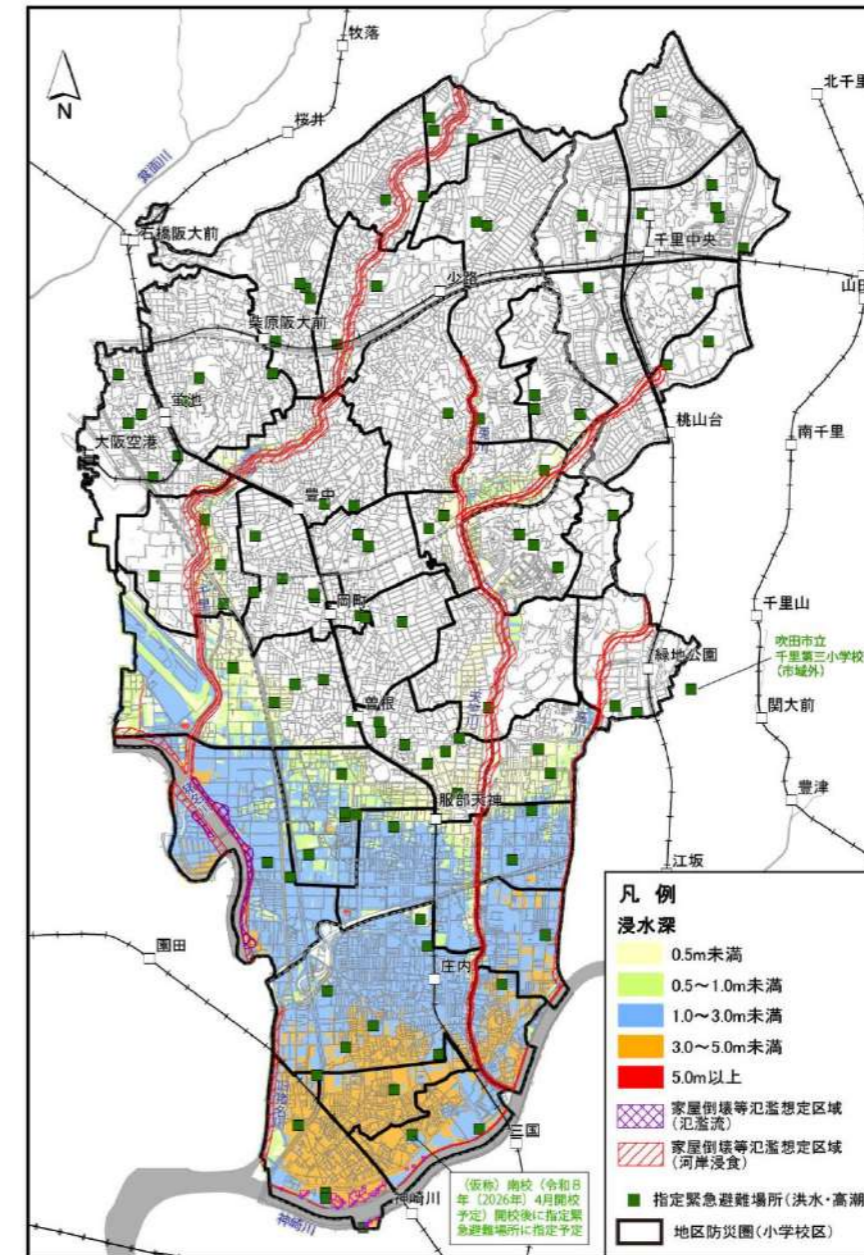 牧落
北千里
N
桜井
箕面川
石橋阪大前
千里中央
少路
山田
柴原阪大前
蛍池
桃山台
大阪空港
南千里
豊中
千里
岡町
千里山
緑地公園
吹田市立
千里第三小学校
(市域外)
曽根
関大前
天竺川
高川
豊津
服部天神
江坂
園田
庄内
三国
神崎川
神崎川
(仮称)南校(令和8
年(2026年)4月開校
予定)開校後に指定緊
急避難場所に指定予定
凡 例
浸水深
0.5m未満
0.5~1.0m未満
1.0~3.0m未満
3.0~5.0m未満
5.0m以上
家屋倒壊等氾濫想定区域
(氾濫流)
家屋倒壊等氾濫想定区域
(河岸浸食)
指定緊急避難場所(洪水・高潮
地区防災圏(小学校区)